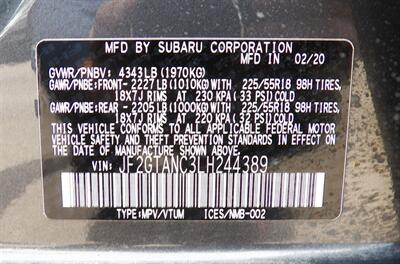 MFD BY SUBARU CORPORATION
MFD IN 02/20
GVWR/PNBV: 4343LB (1970KG)
GAWR/PNBE:FRONT- 2227LB(1010KG)WITH 225/55R18 98H TIRES,
18X7J RIMS AT 230 KPA (33 PSI)COLD
GAWR/PNBE:REAR- 2205LB(1000KG)WITH 225/55R18 98H TIRES,
18X7J RIMS AT 220 KPA (32 PSI)COLD
THIS VEHICLE CONFORMS TO ALL APPLICABLE FEDERAL MOTOR
VEHICLE SAFETY AND THEFT PREVENTION STANDARDS IN EFFECT
ON THE DATE OF MANUFACTURE SHOWN ABOVE.
VIN: JF2GTANC3LH244389
TYPE:MPV/VTUM ICES/NMB-002